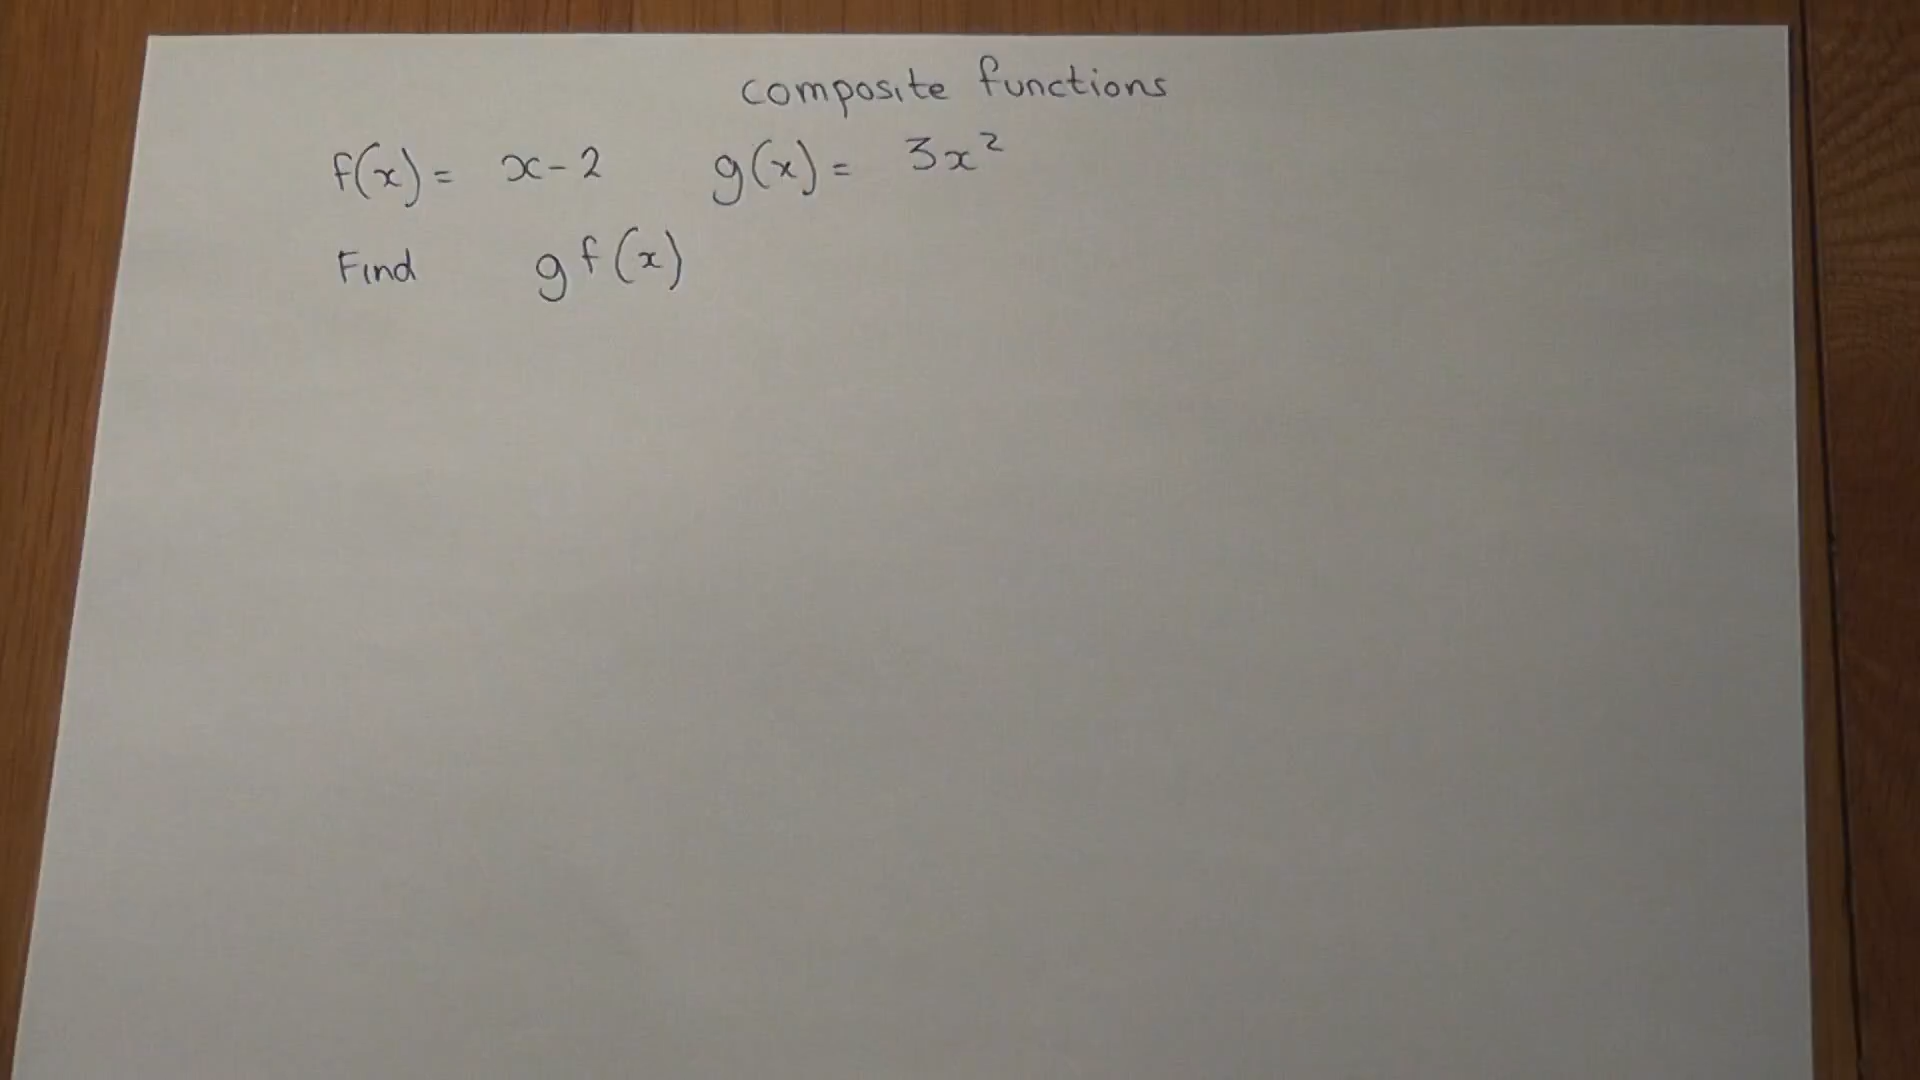 composite functions
f(x) = x-2 g(x) = 3x²
Find gf(x)